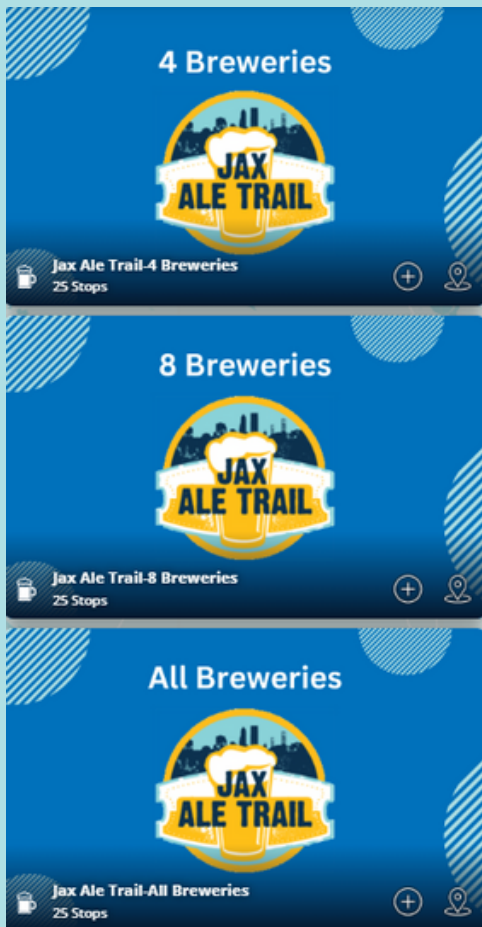 4 Breweries
JAX
ALE TRAIL
Jax Ale Trail-4 Breweries
25 Stops
8 Breweries
JAX
ALE TRAIL
Jax Ale Trail-8 Breweries
25 Stops
All Breweries
JAX
ALE TRAIL
Jax Ale Trail-All Breweries
25 Stops